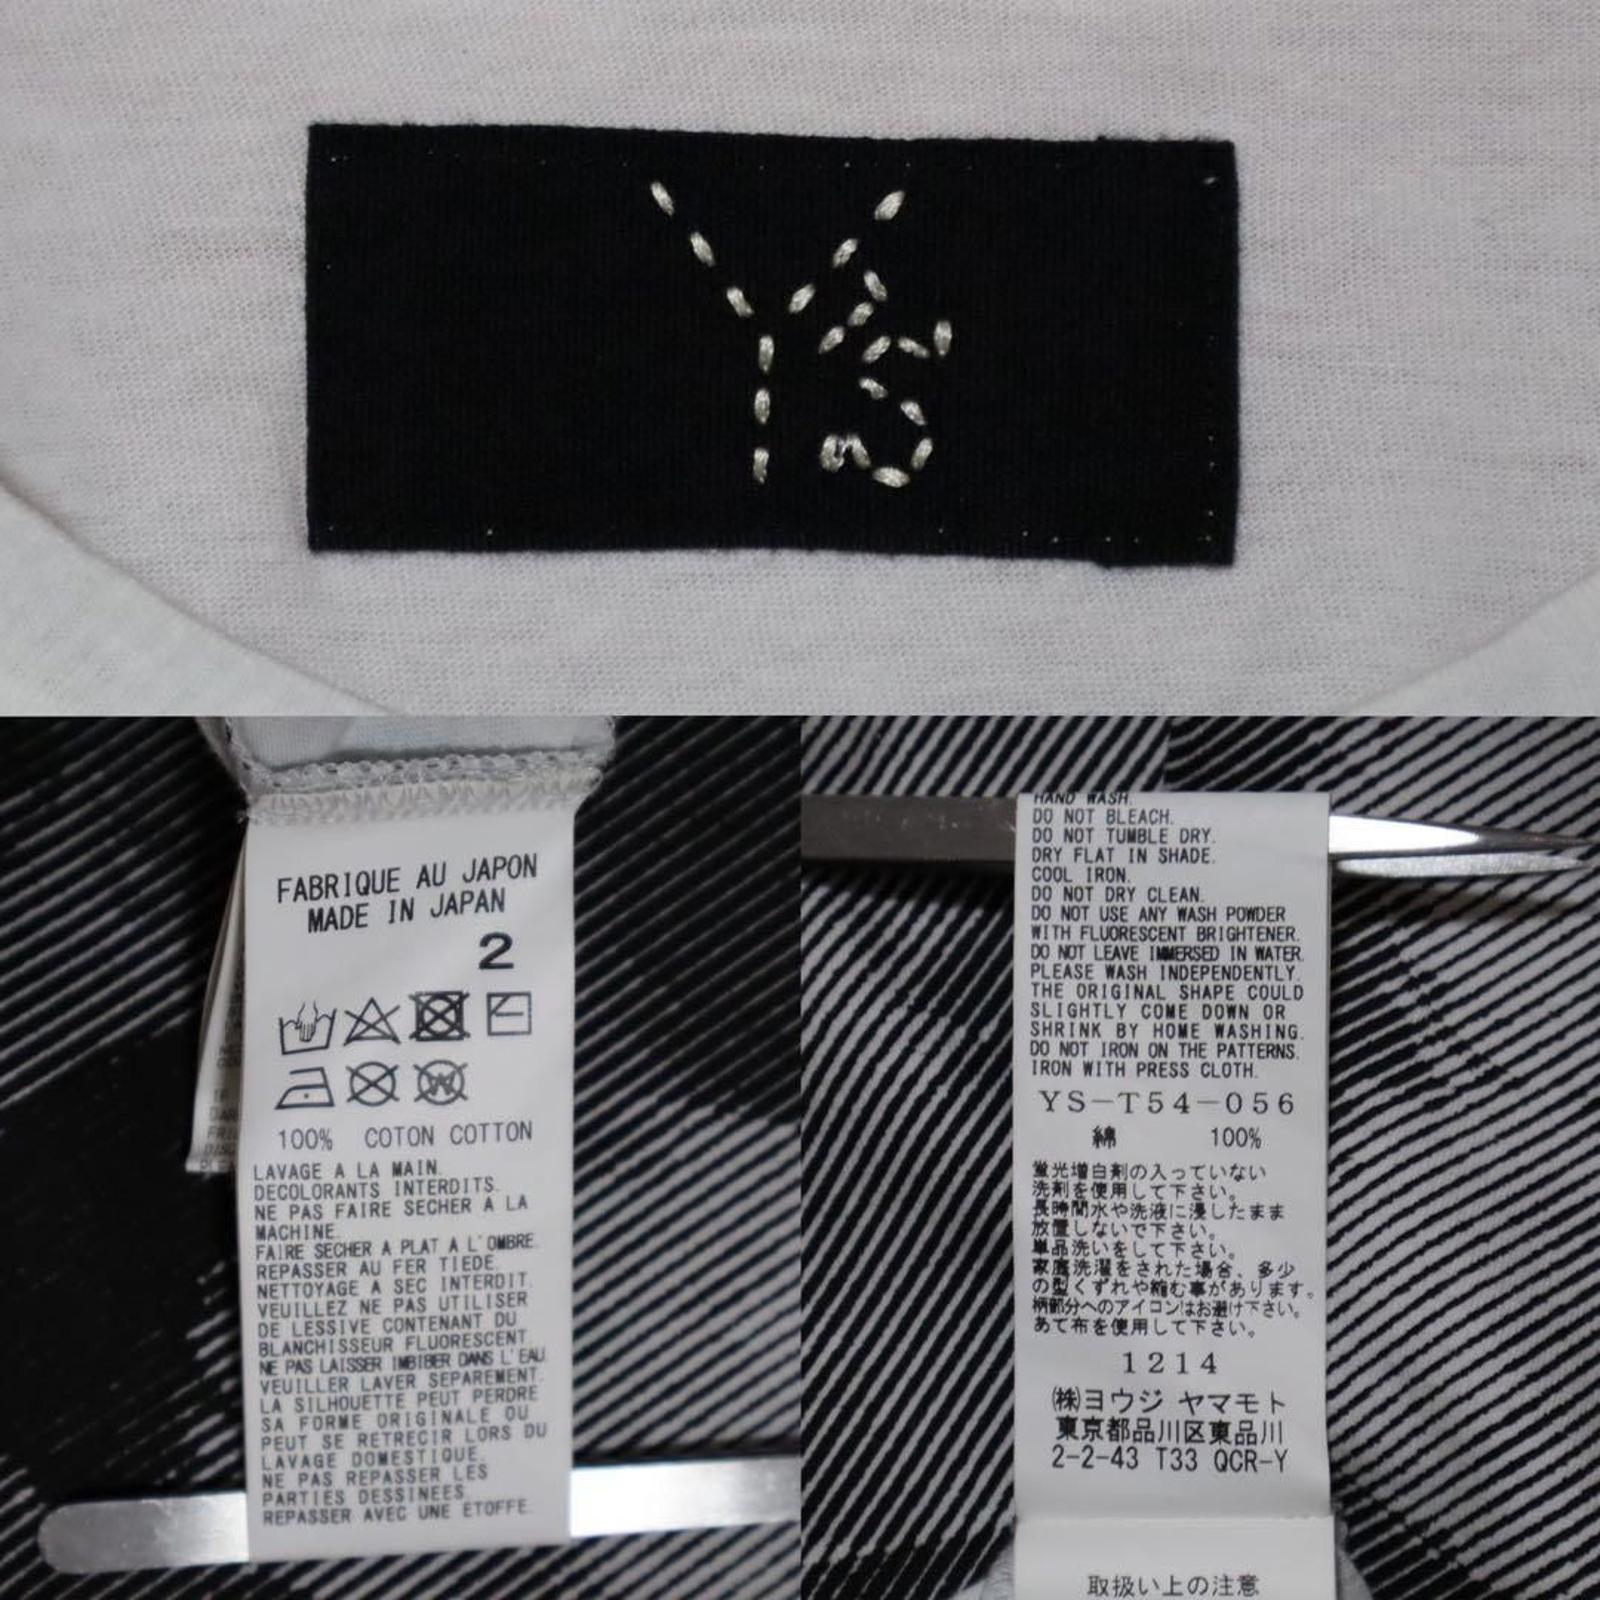 Y's
FABRIQUE AU JAPON
MADE IN JAPAN
2
100% COTON COTTON
LAVAGE A LA MAIN.
DECOLORANTS INTERDITS.
NE PAS FAIRE SECHER A LA
MACHINE.
FAIRE SECHER A PLAT A L'OMBRE.
REPASSER AU FER TIEDE.
NETTOYAGE A SEC INTERDIT.
VEUILLEZ NE PAS UTILISER
DE LESSIVE CONTENANT DU
BLANCHISSEUR FLUORESCENT.
NE PAS LAISSER IMBIBER DANS L'EAU.
VEUILLER LAVER SEPAREMENT.
LA SILHOUETTE PEUT PERDRE
SA FORME ORIGINALE OU
PEUT SE RETRECIR LORS DU
LAVAGE DOMESTIQUE.
NE PAS REPASSER LES
PARTIES DESSINEES.
REPASSER AVEC UNE ETOFFE.
HAND WASH.
DO NOT BLEACH.
DO NOT TUMBLE DRY.
DRY FLAT IN SHADE.
COOL IRON.
DO NOT DRY CLEAN.
DO NOT USE ANY WASH POWDER
WITH FLUORESCENT BRIGHTENER.
DO NOT LEAVE IMMERSED IN WATER.
PLEASE WASH INDEPENDENTLY.
THE ORIGINAL SHAPE COULD
SLIGHTLY COME DOWN OR
SHRINK BY HOME WASHING.
DO NOT IRON ON THE PATTERNS.
IRON WITH PRESS CLOTH.
YS-T54-056
綿 100%
蛍光増白剤の入っていない
洗剤を使用して下さい。
長時間水や洗液に浸したまま
放置しないで下さい。
単品洗いをして下さい。
家庭洗濯をされた場合、多少
の型くずれや縮む事があります。
柄部分へのアイロンはお避け下さい。
あて布を使用して下さい。
1214
㈱ヨウジ ヤマモト
東京都品川区東品川
2-2-43 T33 QCR-Y
取扱い上の注意